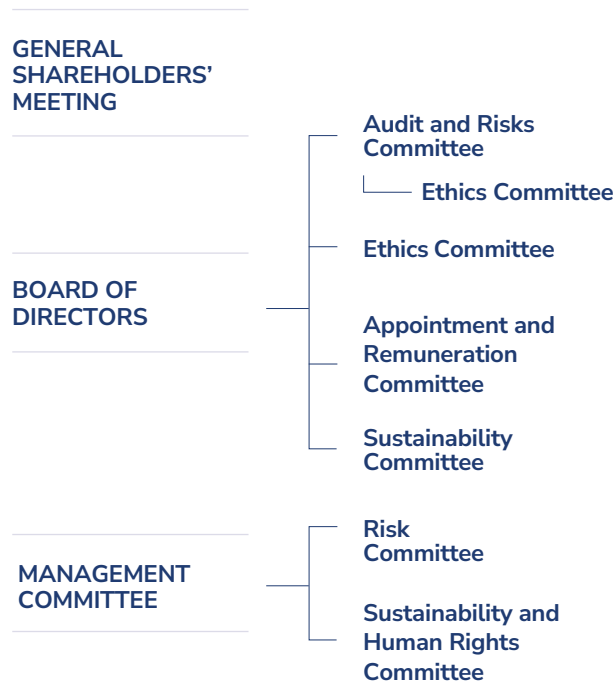 GENERAL
SHAREHOLDERS’
MEETING
Audit and Risks
Committee
Ethics Committee
Ethics Committee
BOARD OF
DIRECTORS
Appointment and
Remuneration
Committee
Sustainability
Committee
Risk
Committee
MANAGEMENT
COMMITTEE
Sustainability and
Human Rights
Committee